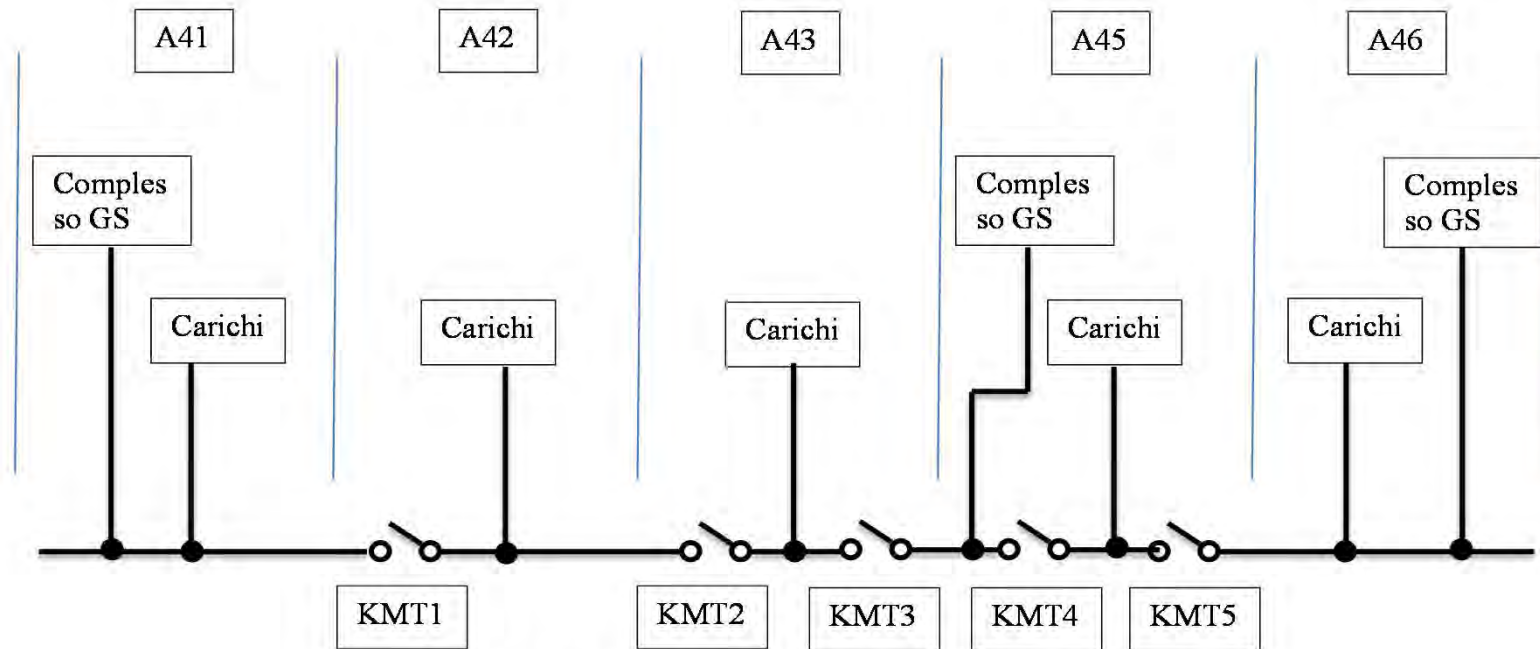 A41
A42
A43
A45
A46
Comples
so GS
Comples
so GS
Comples
so GS
Carichi
Carichi
Carichi
Carichi
Carichi
KMT1
KMT2
KMT3
KMT4
KMT5